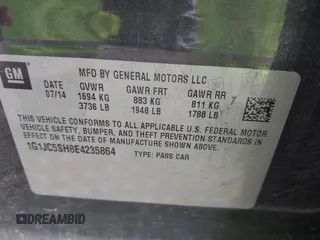 GM
MFD BY GENERAL MOTORS LLC
DATE GVWR GAWR FRT GAWR RR
07/14 1694 KG 883 KG 811 KG
3736 LB 1948 LB 1788 LB
THIS VEHICLE CONFORMS TO ALL APPLICABLE U.S. FEDERAL MOTOR
VEHICLE SAFETY, BUMPER, AND THEFT PREVENTION STANDARDS IN
EFFECT ON THE DATE OF MANUFACTURE SHOWN ABOVE.
1G1JC5SH8E4235864 TYPE: PASS CAR
AUTOBIDMASTER